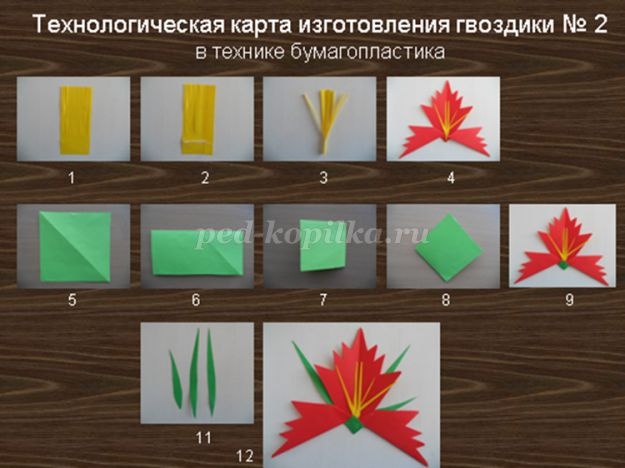 Технологическая карта изготовления гвоздики № 2
в технике бумагопластика
1 2 3 4
ped-kopilka.ru
5 6 7 8 9
11
12